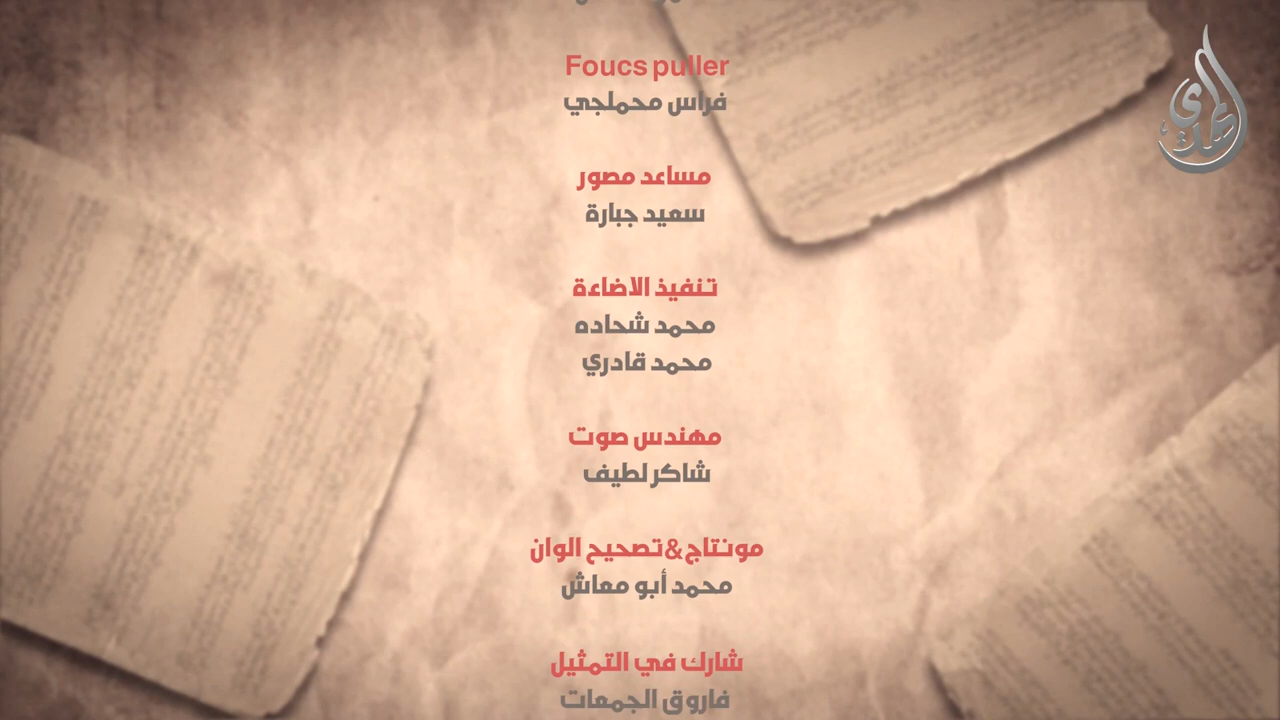 Foucs puller
فراس محملجي
مساعد مصور
سعيد جبارة
تنفيذ الاضاءة
محمد شحاده
محمد قادري
مهندس صوت
شاكر لطيف
مونتاج&تصحيح الوان
محمد أبو معاش
شارك في التمثيل
فاروق الجمعات